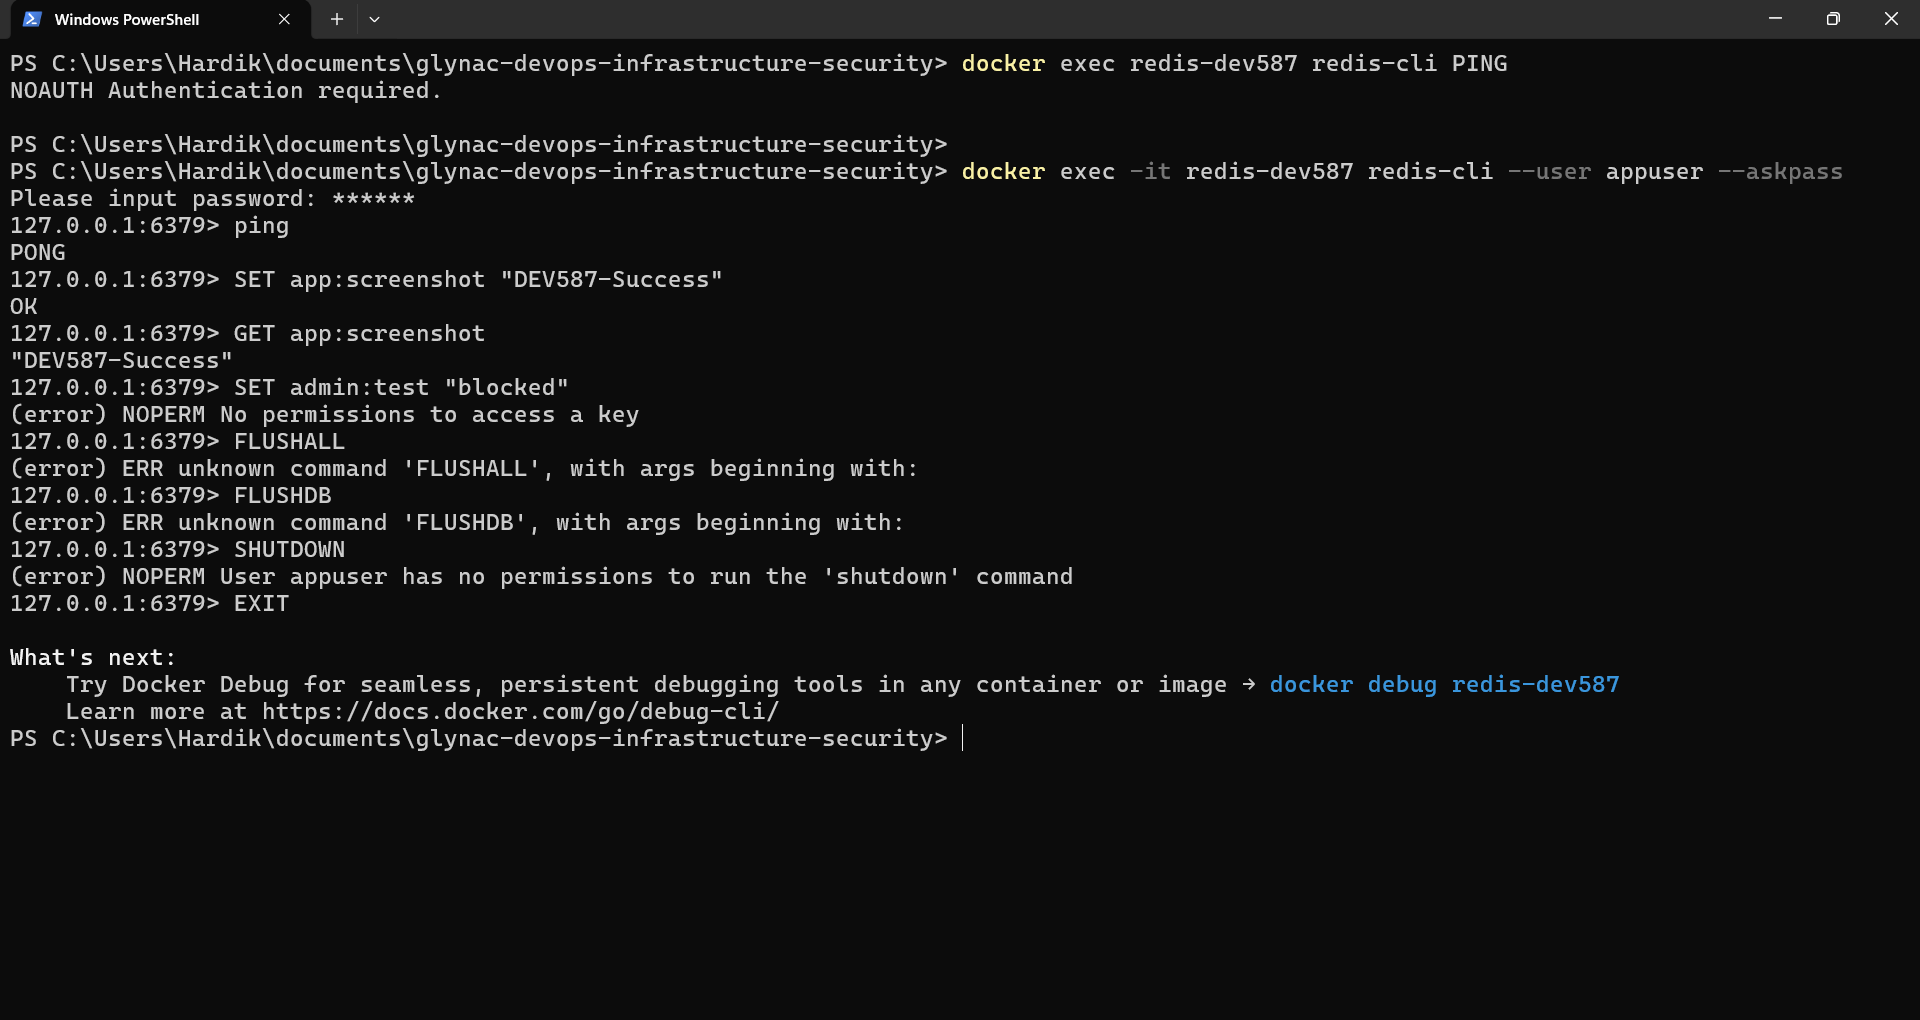 Windows PowerShell
PS C:\Users\Hardik\documents\glynac-devops-infrastructure-security> docker exec redis-dev587 redis-cli PING
NOAUTH Authentication required.
PS C:\Users\Hardik\documents\glynac-devops-infrastructure-security>
PS C:\Users\Hardik\documents\glynac-devops-infrastructure-security> docker exec -it redis-dev587 redis-cli --user appuser --askpass
Please input password: ******
127.0.0.1:6379> ping
PONG
127.0.0.1:6379> SET app:screenshot "DEV587-Success"
OK
127.0.0.1:6379> GET app:screenshot
"DEV587-Success"
127.0.0.1:6379> SET admin:test "blocked"
(error) NOPERM No permissions to access a key
127.0.0.1:6379> FLUSHALL
(error) ERR unknown command 'FLUSHALL', with args beginning with:
127.0.0.1:6379> FLUSHDB
(error) ERR unknown command 'FLUSHDB', with args beginning with:
127.0.0.1:6379> SHUTDOWN
(error) NOPERM User appuser has no permissions to run the 'shutdown' command
127.0.0.1:6379> EXIT
What's next:
Try Docker Debug for seamless, persistent debugging tools in any container or image → docker debug redis-dev587
Learn more at https://docs.docker.com/go/debug-cli/
PS C:\Users\Hardik\documents\glynac-devops-infrastructure-security>